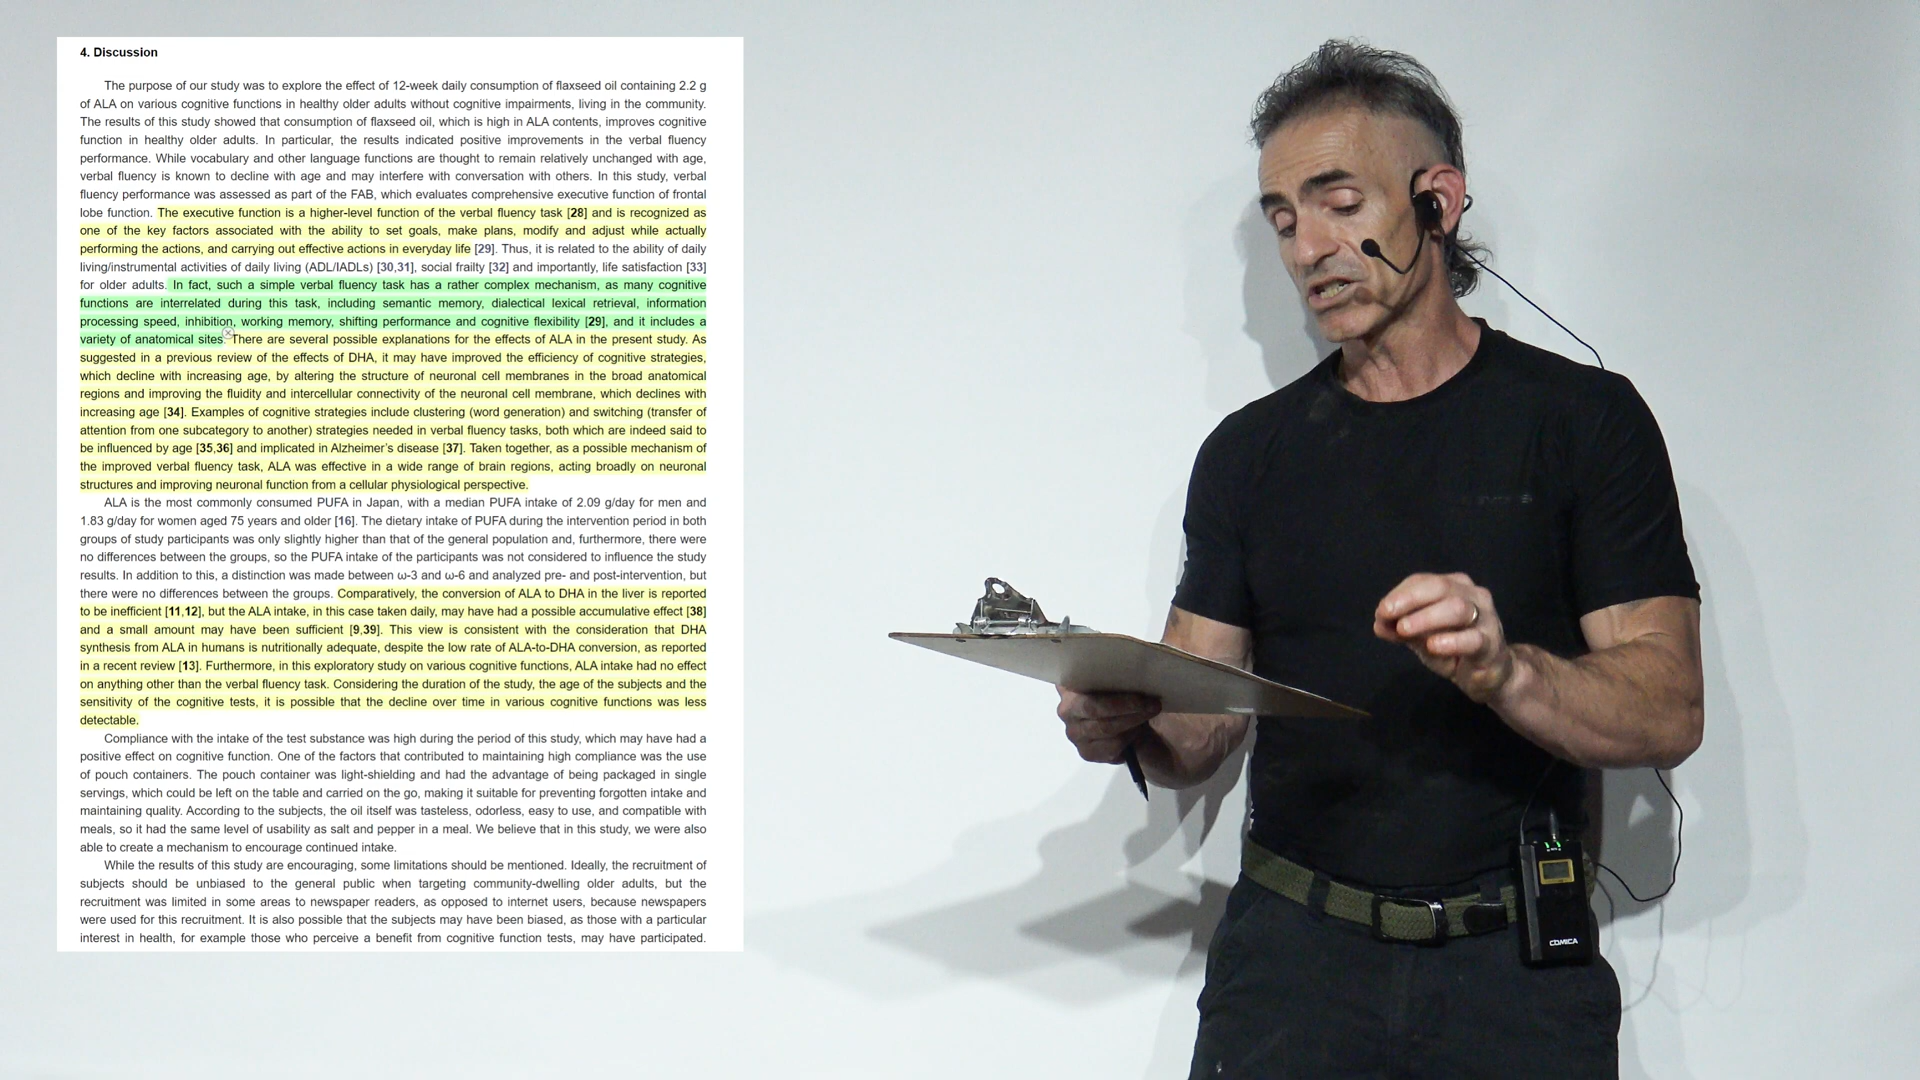 4. Discussion
The purpose of our study was to explore the effect of 12-week daily consumption of flaxseed oil containing 2.2 g
of ALA on various cognitive functions in healthy older adults without cognitive impairments, living in the community.
The results of this study showed that consumption of flaxseed oil, which is high in ALA contents, improves cognitive
function in healthy older adults. In particular, the results indicated positive improvements in the verbal fluency
performance. While vocabulary and other language functions are thought to remain relatively unchanged with age,
verbal fluency is known to decline with age and may interfere with conversation with others. In this study, verbal
fluency performance was assessed as part of the FAB, which evaluates comprehensive executive function of frontal
lobe function. The executive function is a higher-level function of the verbal fluency task [28] and is recognized as
one of the key factors associated with the ability to set goals, make plans, modify and adjust while actually
performing the actions, and carrying out effective actions in everyday life [29]. Thus, it is related to the ability of daily
living/instrumental activities of daily living (ADL/IADLs) [30,31], social frailty [32] and importantly, life satisfaction [33]
for older adults. In fact, such a simple verbal fluency task has a rather complex mechanism, as many cognitive
functions are interrelated during this task, including semantic memory, dialectical lexical retrieval, information
processing speed, inhibition, working memory, shifting performance and cognitive flexibility [29], and it includes a
variety of anatomical sites. There are several possible explanations for the effects of ALA in the present study. As
suggested in a previous review of the effects of DHA, it may have improved the efficiency of cognitive strategies,
which decline with increasing age, by altering the structure of neuronal cell membranes in the broad anatomical
regions and improving the fluidity and intercellular connectivity of the neuronal cell membrane, which declines with
increasing age [34]. Examples of cognitive strategies include clustering (word generation) and switching (transfer of
attention from one subcategory to another) strategies needed in verbal fluency tasks, both which are indeed said to
be influenced by age [35,36] and implicated in Alzheimer's disease [37]. Taken together, as a possible mechanism of
the improved verbal fluency task, ALA was effective in a wide range of brain regions, acting broadly on neuronal
structures and improving neuronal function from a cellular physiological perspective.
ALA is the most commonly consumed PUFA in Japan, with a median PUFA intake of 2.09 g/day for men and
1.83 g/day for women aged 75 years and older [16]. The dietary intake of PUFA during the intervention period in both
groups of study participants was only slightly higher than that of the general population and, furthermore, there were
no differences between the groups, so the PUFA intake of the participants was not considered to influence the study
results. In addition to this, a distinction was made between ω-3 and ω-6 and analyzed pre- and post-intervention, but
there were no differences between the groups. Comparatively, the conversion of ALA to DHA in the liver is reported
to be inefficient [11,12], but the ALA intake, in this case taken daily, may have had a possible accumulative effect [38]
and a small amount may have been sufficient [9,39]. This view is consistent with the consideration that DHA
synthesis from ALA in humans is nutritionally adequate, despite the low rate of ALA-to-DHA conversion, as reported
in a recent review [13]. Furthermore, in this exploratory study on various cognitive functions, ALA intake had no effect
on anything other than the verbal fluency task. Considering the duration of the study, the age of the subjects and the
sensitivity of the cognitive tests, it is possible that the decline over time in various cognitive functions was less
detectable.
Compliance with the intake of the test substance was high during the period of this study, which may have had a
positive effect on cognitive function. One of the factors that contributed to maintaining high compliance was the use
of pouch containers. The pouch container was light-shielding and had the advantage of being packaged in single
servings, which could be left on the table and carried on the go, making it suitable for preventing forgotten intake and
maintaining quality. According to the subjects, the oil itself was tasteless, odorless, easy to use, and compatible with
meals, so it had the same level of usability as salt and pepper in a meal. We believe that in this study, we were also
able to create a mechanism to encourage continued intake.
While the results of this study are encouraging, some limitations should be mentioned. Ideally, the recruitment of
subjects should be unbiased to the general public when targeting community-dwelling older adults, but the
recruitment was limited in some areas to newspaper readers, as opposed to internet users, because newspapers
were used for this recruitment. It is also possible that the subjects may have been biased, as those with a particular
interest in health, for example those who perceive a benefit from cognitive function tests, may have participated.
COMICA